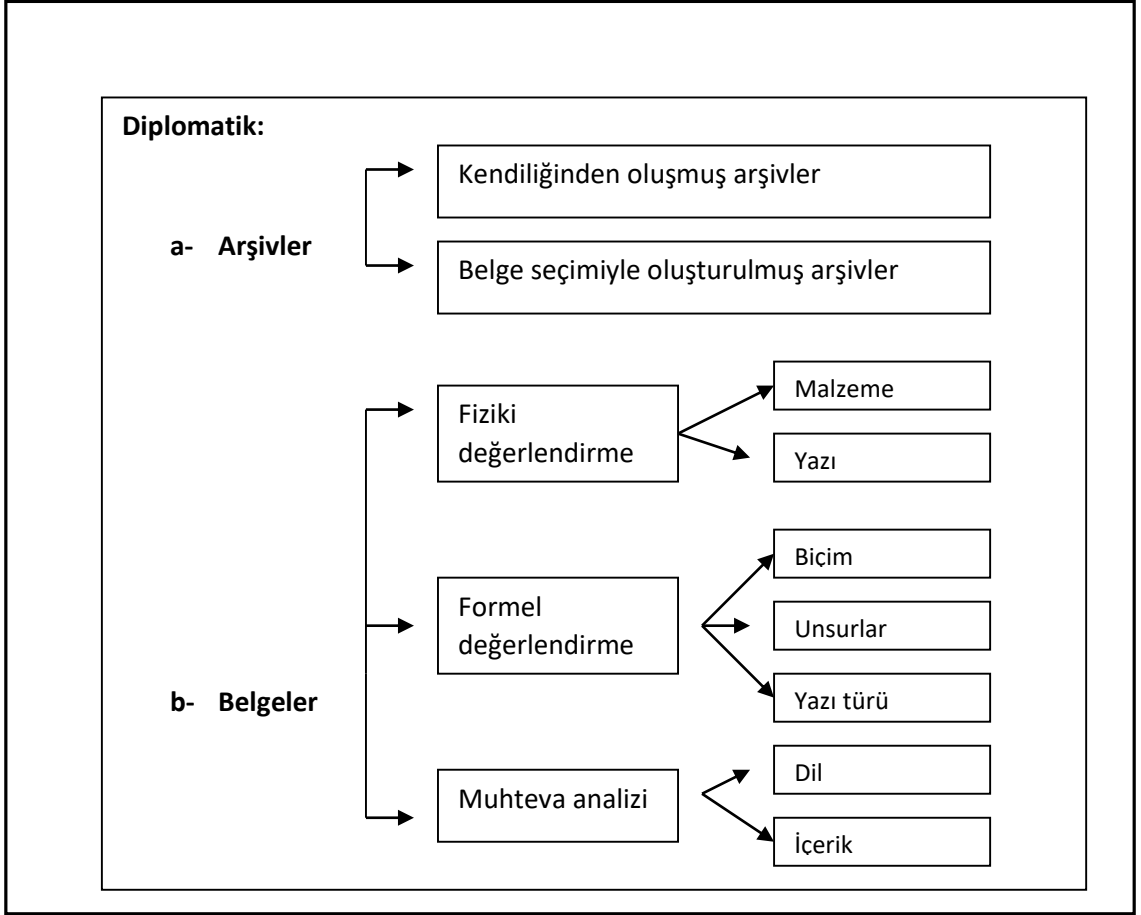 Diplomatik:
Kendiliğinden oluşmuş arşivler
a- Arşivler
Belge seçimiyle oluşturulmuş arşivler
Fiziki
değerlendirme
Malzeme
Yazı
Formel
değerlendirme
Biçim
Unsurlar
Yazı türü
b- Belgeler
Muhteva analizi
Dil
İçerik